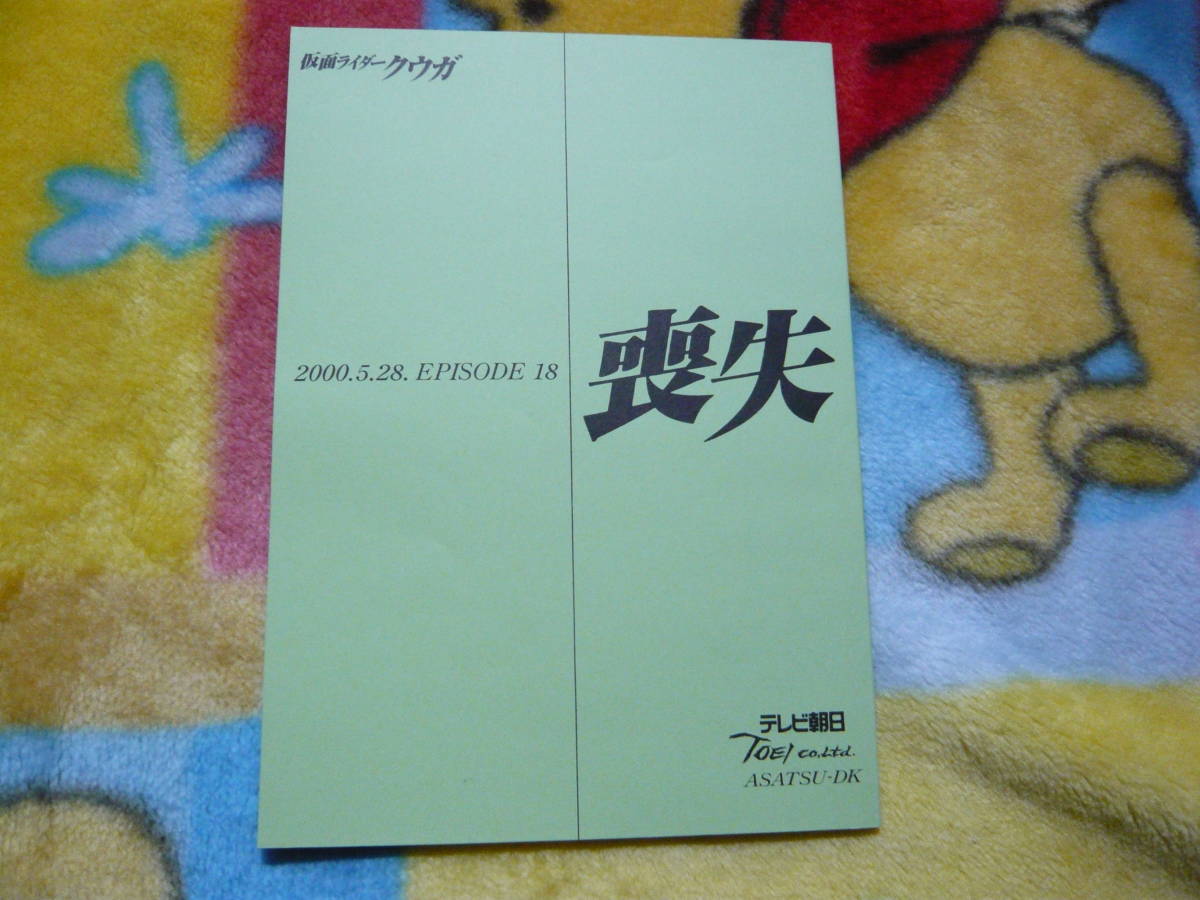 仮面ライダークウガ
2000.5.28. EPISODE 18
喪失
テレビ朝日
TOEI CO.,Ltd.
ASATSU-DK